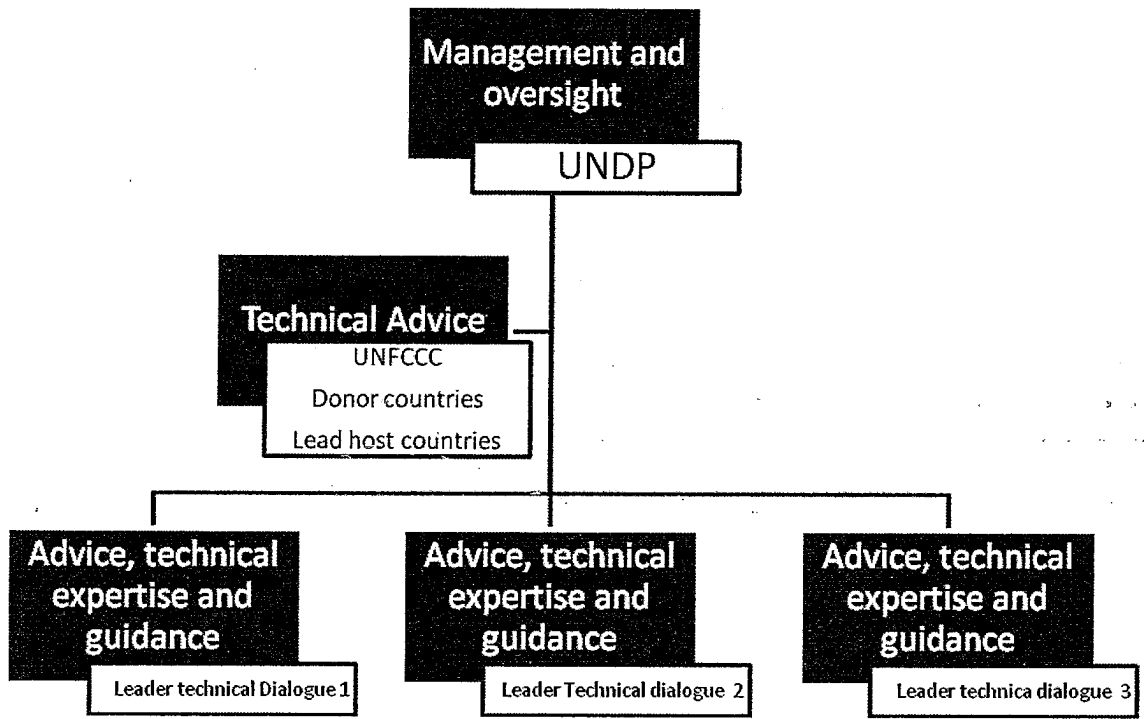 Management and
oversight
UNDP
Technical Advice
UNFCCC
Donor countries
Lead host countries
Advice, technical
expertise and
guidance
Leader technical Dialogue 1
Advice, technical
expertise and
guidance
Leader Technical dialogue 2
Advice, technical
expertise and
guidance
Leader technica dialogue 3